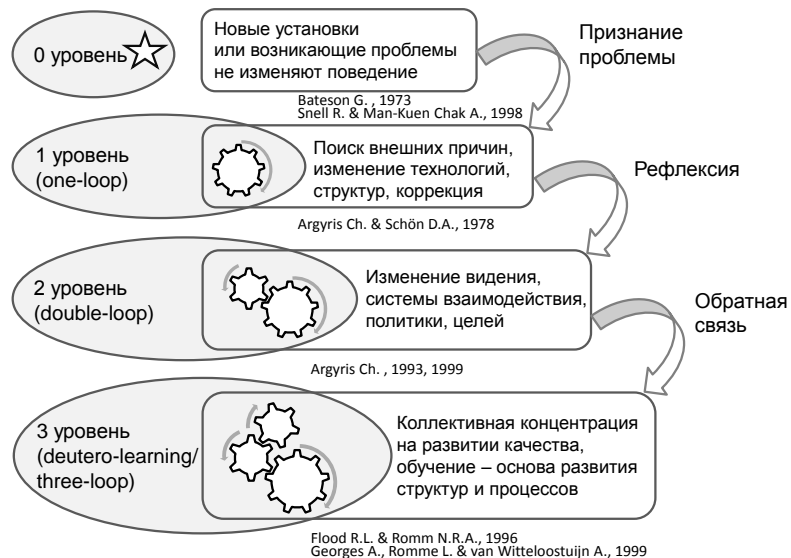 0 уровень
Новые установки
или возникающие проблемы
не изменяют поведение
Признание
проблемы
Bateson G. , 1973
Snell R. & Man-Kuen Chak A., 1998
1 уровень
(one-loop)
Поиск внешних причин,
изменение технологий,
структур, коррекция
Рефлексия
Argyris Ch. & Schön D.A., 1978
2 уровень
(double-loop)
Изменение видения,
системы взаимодействия,
политики, целей
Обратная
связь
Argyris Ch. , 1993, 1999
3 уровень
(deutero-learning/
three-loop)
Коллективная концентрация
на развитии качества,
обучение – основа развития
структур и процессов
Flood R.L. & Romm N.R.A., 1996
Georges A., Romme L. & van Witteloostuijn A., 1999